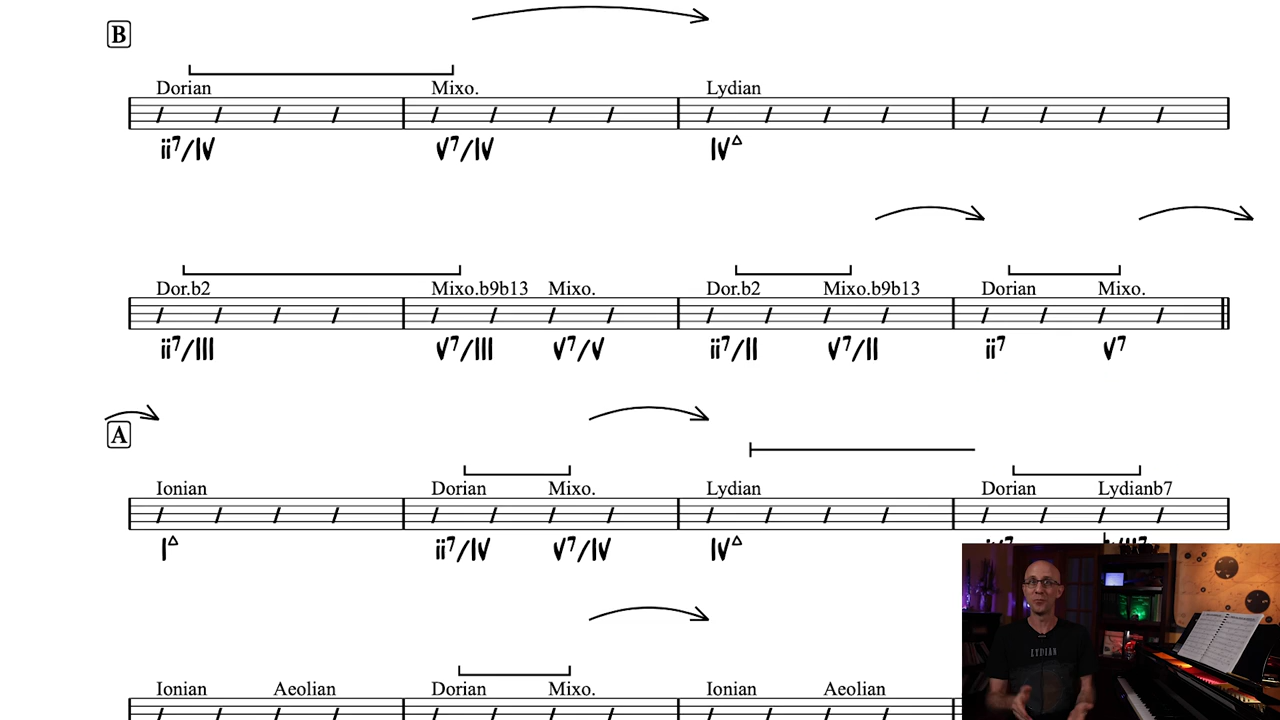 B
Dorian Mixo. Lydian
ii7/IV V7/IV IV△
Dor.b2 Mixo.b9b13 Mixo. Dor.b2 Mixo.b9b13 Dorian Mixo.
ii7/III V7/III V7/V ii7/II V7/II ii7 V7
A
Ionian Dorian Mixo. Lydian Dorian Lydianb7
I△ ii7/IV V7/IV IV△
Ionian Aeolian Dorian Mixo. Ionian Aeolian
LYDIAN